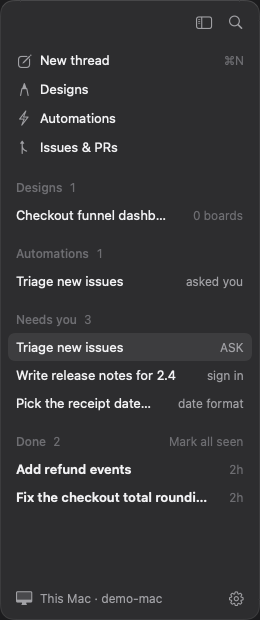 New thread ⌘N
Designs
Automations
Issues & PRs
Designs 1
Checkout funnel dashb... 0 boards
Automations 1
Triage new issues asked you
Needs you 3
Triage new issues ASK
Write release notes for 2.4 sign in
Pick the receipt date... date format
Done 2 Mark all seen
Add refund events 2h
Fix the checkout total roundi... 2h
This Mac · demo-mac